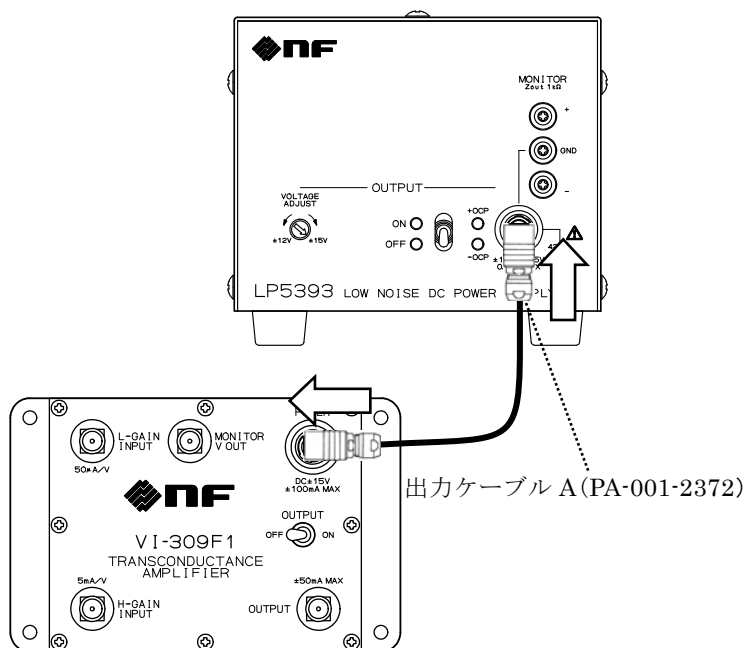 nF
MONITOR
Zout 1kΩ
+
GND
-
OUTPUT
VOLTAGE
ADJUST
±12V ±15V
ON
OFF
+OCP
-OCP
LP5393 LOW NOISE DC POWER
L-GAIN
INPUT
50μA/V
MONITOR
V OUT
DC±15V
±100mA MAX
nF
OUTPUT
OFF ON
VI-309F1
TRANSCONDUCTANCE
AMPLIFIER
5mA/V
H-GAIN
INPUT
±50mA MAX
OUTPUT
出力ケーブル A(PA-001-2372)